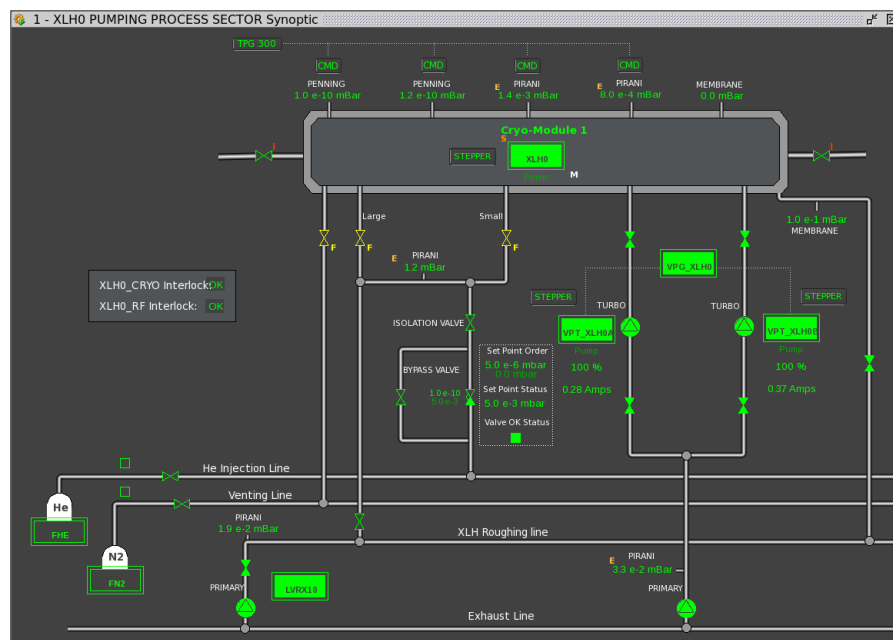 1 - XLH0 PUMPING PROCESS SECTOR Synoptic
TPG 300
CMD CMD CMD CMD
PENNING PENNING E PIRANI E PIRANI MEMBRANE
1.0 e-10 mBar 1.2 e-10 mBar 1.4 e-3 mBar 8.0 e-4 mBar 0.0 mBar
Cryo-Module 1
S
I STEPPER XLH0 I
Pump M
Large Small 1.0 e-1 mBar
MEMBRANE
F F F
E PIRANI
1.2 mBar
VPG_XLH0
XLH0_CRYO Interlock: OK
XLH0_RF Interlock: OK
STEPPER STEPPER
TURBO TURBO
ISOLATION VALVE
VPT_XLH0A VPT_XLH0B
Pump Pump
Set Point Order
5.0 e-6 mbar
0.0 mbar
100 % 100 %
BYPASS VALVE
Set Point Status
0.28 Amps 0.37 Amps
1.0 e-10
5.0 e-3
5.0 e-3 mbar
Valve OK Status
He Injection Line
Venting Line
He
FHE
PIRANI
1.9 e-2 mBar
XLH Roughing line
N2
FN2
E PIRANI
3.3 e-2 mBar
PRIMARY LVRX10 PRIMARY
Exhaust Line